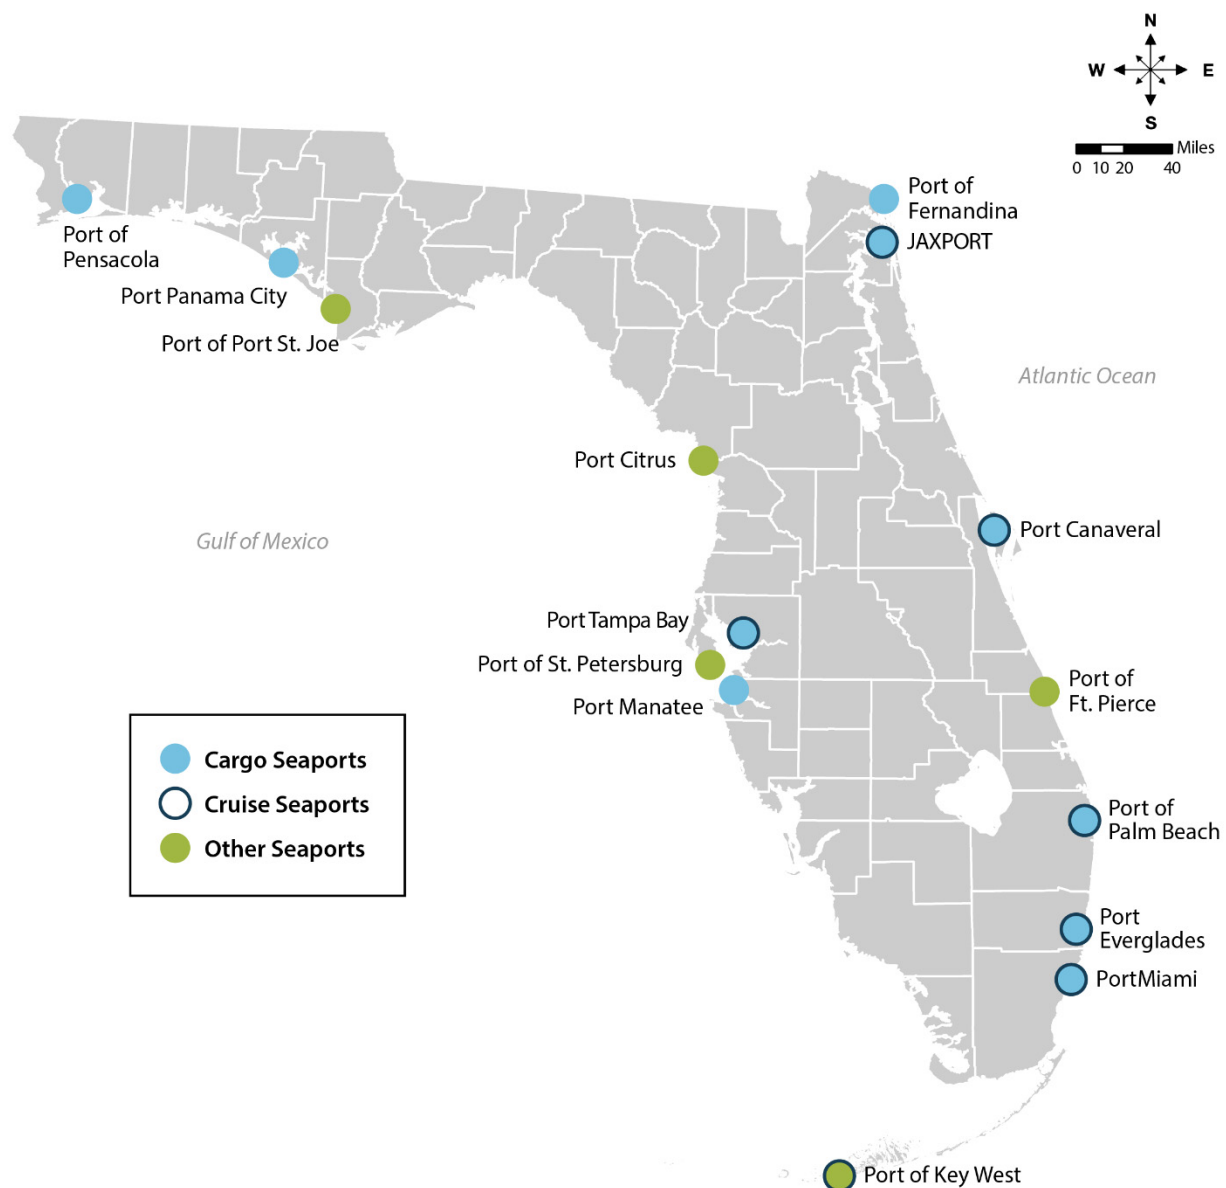 N
W E
S
Miles
0 10 20 40
Port of
Fernandina
JAXPORT
Port of
Pensacola
Port Panama City
Port of Port St. Joe
Atlantic Ocean
Port Citrus
Gulf of Mexico
Port Canaveral
Port Tampa Bay
Port of St. Petersburg
Port Manatee
Port of
Ft. Pierce
Cargo Seaports
Cruise Seaports
Other Seaports
Port of
Palm Beach
Port
Everglades
PortMiami
Port of Key West